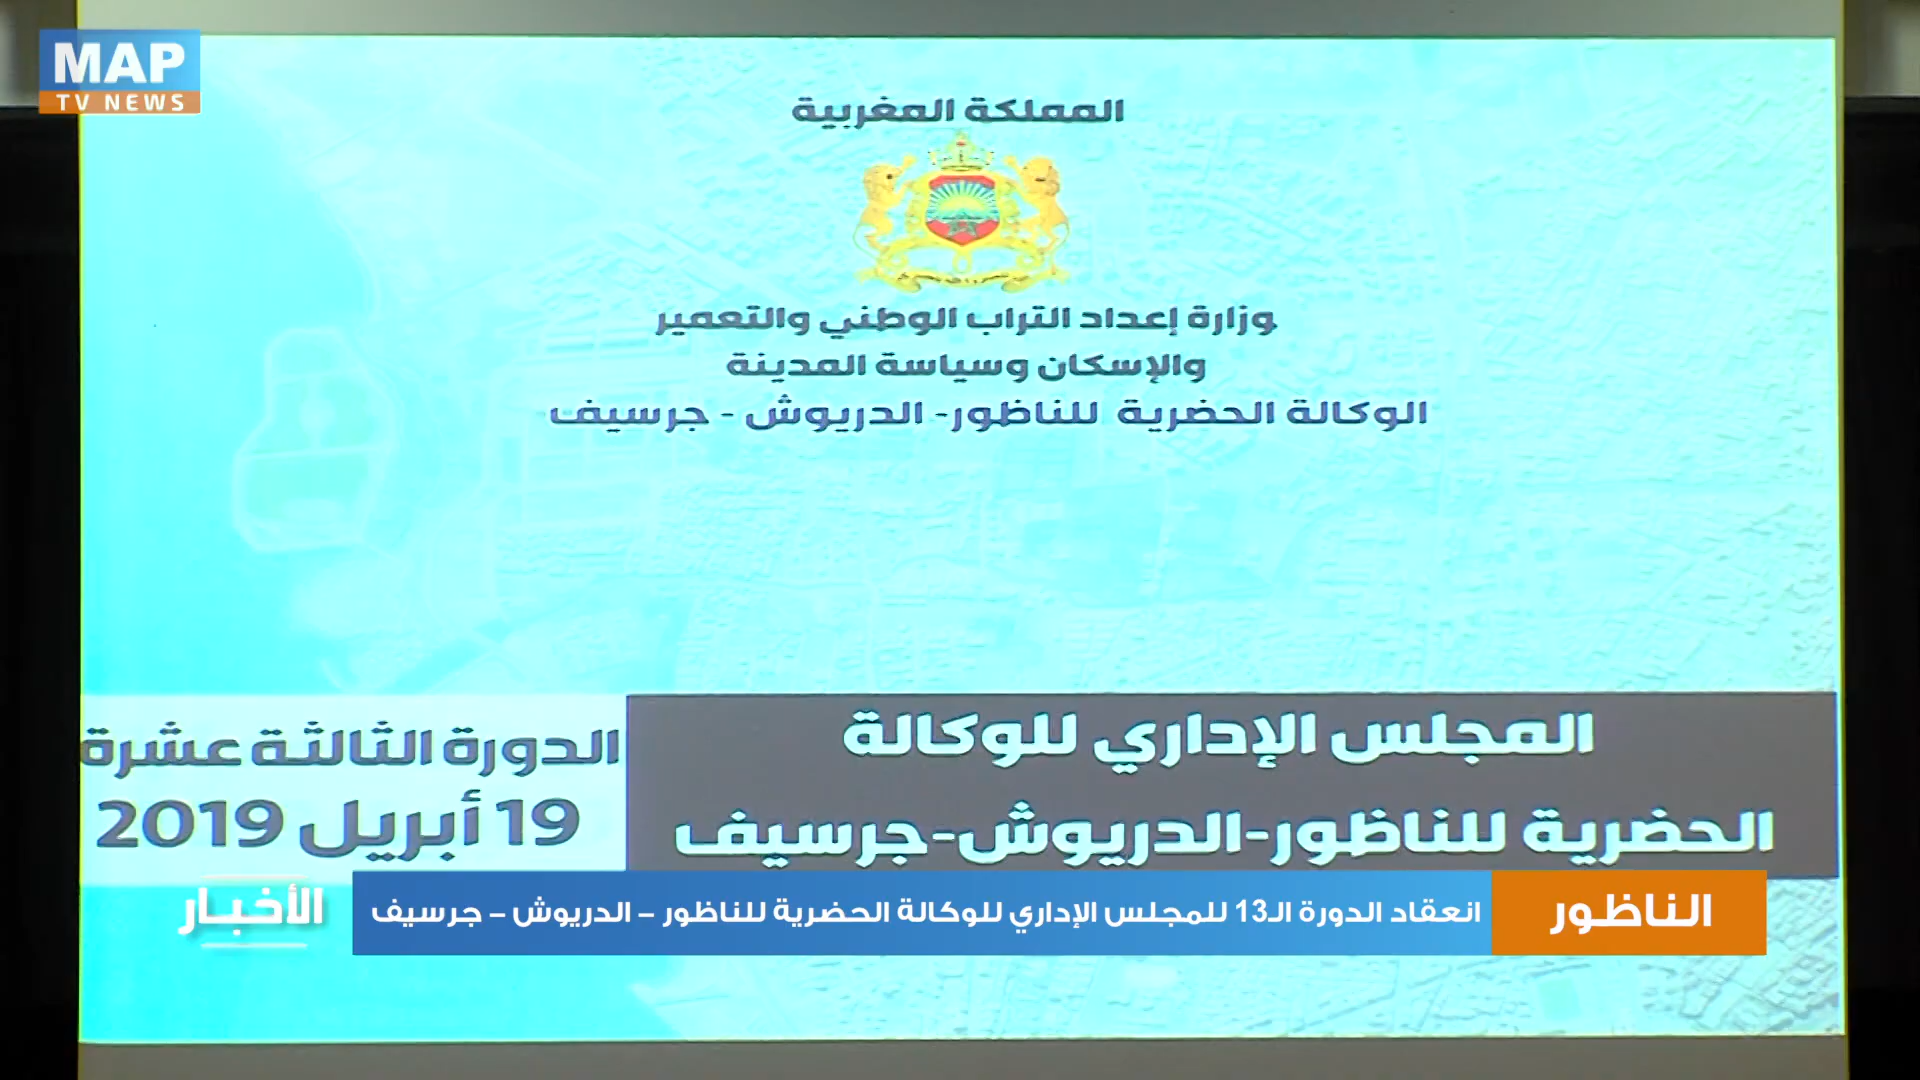 MAP
TV NEWS
المملكة المغربية
وزارة إعداد التراب الوطني والتعمير
والإسكان وسياسة المدينة
الوكالة الحضرية للناظور- الدريوش - جرسيف
المجلس الإداري للوكالة
الحضرية للناظور-الدريوش-جرسيف
الدورة الثالثة عشرة
19 أبريل 2019
الناظور
انعقاد الدورة الـ13 للمجلس الإداري للوكالة الحضرية للناظور – الدريوش – جرسيف
الأخبار